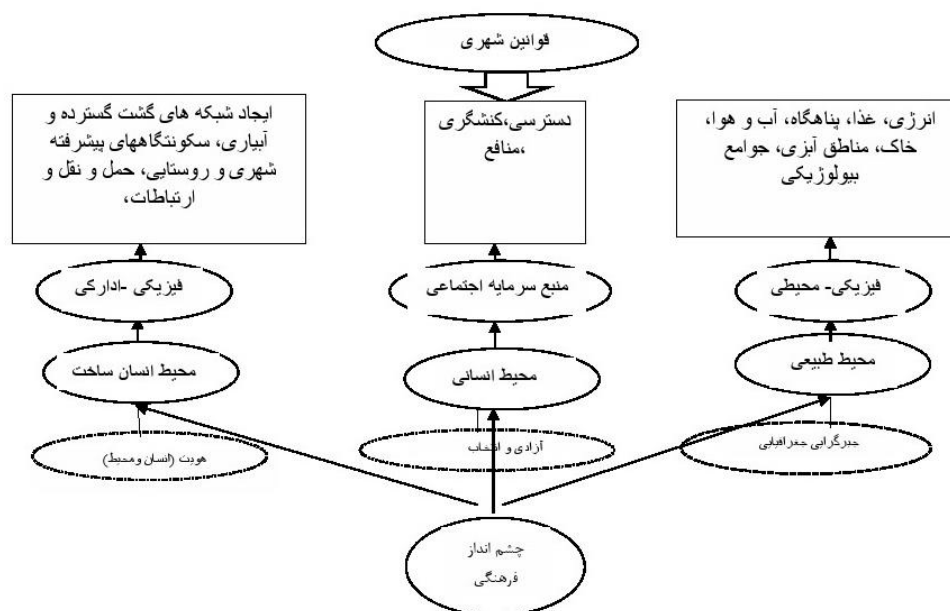 قوانین شهری
انرژی، غذا، پناهگاه، آب و هوا،
خاک، مناطق آبزی، جوامع
بیولوژیکی
دسترسی،کنشگری
،منافع
ایجاد شبکه های گشت گسترده و
آبیاری، سکونتگاههای پیشرفته
شهری و روستایی، حمل و نقل و
ارتباطات،
فیزیکی- محیطی
منبع سرمایه اجتماعی
فیزیکی -ادارکی
محیط طبیعی
محیط انسانی
محیط انسان ساخت
جبرگرایی جغرافیایی
آزادی و انتخاب
هویت (انسان و محیط)
چشم انداز
فرهنگی